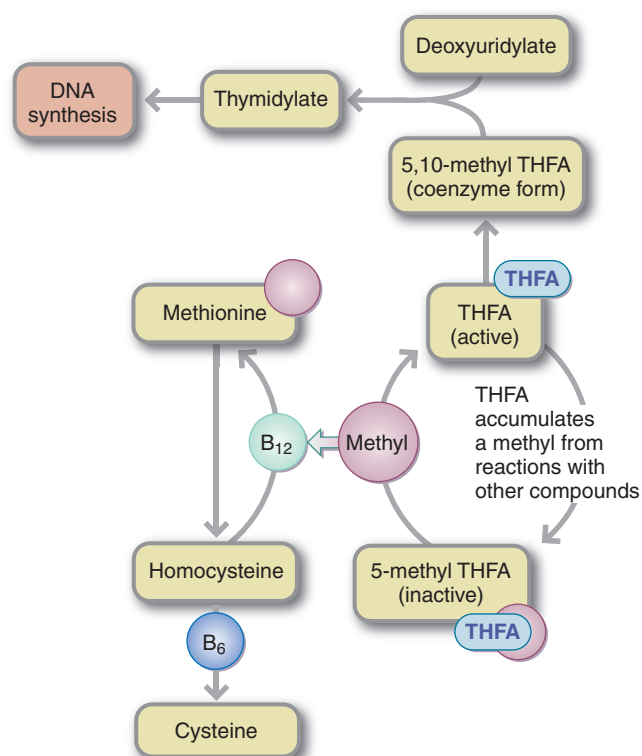 Deoxyuridylate
DNA
synthesis
Thymidylate
5,10-methyl THFA
(coenzyme form)
THFA
THFA
(active)
Methionine
THFA
accumulates
a methyl from
reactions with
other compounds
B₁₂
Methyl
Homocysteine
5-methyl THFA
(inactive)
THFA
B₆
Cysteine